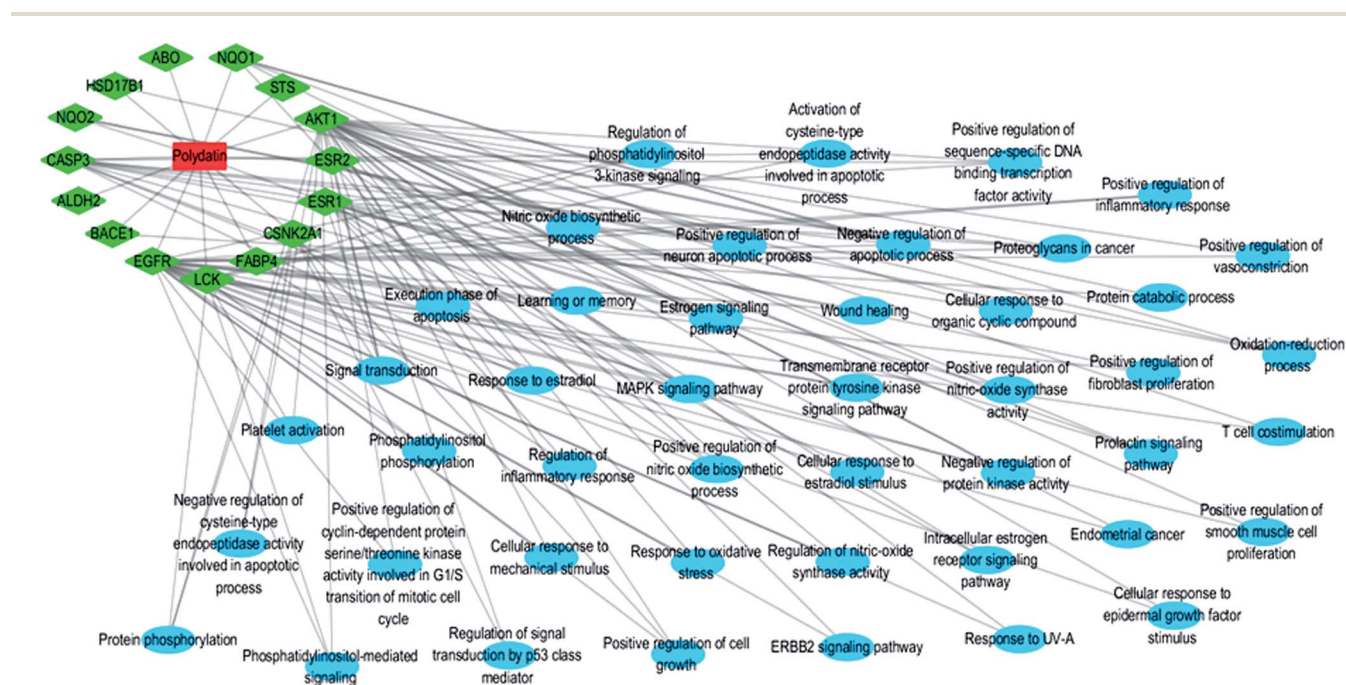 ABO
NQO1
HSD17B1
STS
NQO2
AKT1
Polydatin
CASP3
ESR2
ALDH2
ESR1
BACE1
CSNK2A1
EGFR
FABP4
LCK
Regulation of
phosphatidylinositol
3-kinase signaling
Activation of
cysteine-type
endopeptidase activity
involved in apoptotic
process
Positive regulation of
sequence-specific DNA
binding transcription
factor activity
Positive regulation of
inflammatory response
Nitric oxide biosynthetic
process
Positive regulation of
neuron apoptotic process
Negative regulation of
apoptotic process
Proteoglycans in cancer
Positive regulation of
vasoconstriction
Execution phase of
apoptosis
Learning or memory
Estrogen signaling
pathway
Wound healing
Cellular response to
organic cyclic compound
Protein catabolic process
Oxidation-reduction
process
Signal transduction
Response to estradiol
MAPK signaling pathway
Transmembrane receptor
protein tyrosine kinase
signaling pathway
Positive regulation of
nitric-oxide synthase
activity
Positive regulation of
fibroblast proliferation
Platelet activation
Phosphatidylinositol
phosphorylation
Regulation of
inflammatory response
Positive regulation of
nitric oxide biosynthetic
process
Cellular response to
estradiol stimulus
Negative regulation of
protein kinase activity
Prolactin signaling
pathway
T cell costimulation
Negative regulation of
cysteine-type
endopeptidase activity
involved in apoptotic
process
Positive regulation of
cyclin-dependent protein
serine/threonine kinase
activity involved in G1/S
transition of mitotic cell
cycle
Cellular response to
mechanical stimulus
Response to oxidative
stress
Regulation of nitric-oxide
synthase activity
Intracellular estrogen
receptor signaling
pathway
Endometrial cancer
Positive regulation of
smooth muscle cell
proliferation
Protein phosphorylation
Phosphatidylinositol-mediated
signaling
Regulation of signal
transduction by p53 class
mediator
Positive regulation of cell
growth
ERBB2 signaling pathway
Response to UV-A
Cellular response to
epidermal growth factor
stimulus